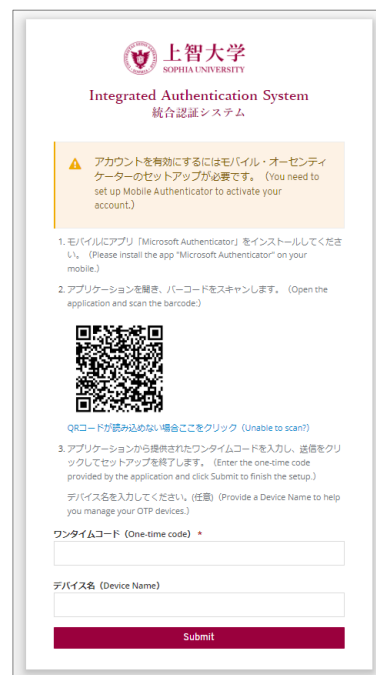 上智大学
SOPHIA UNIVERSITY
Integrated Authentication System
統合認証システム
アカウントを有効にするにはモバイル・オーセンティ
ケーターのセットアップが必要です。（You need to
set up Mobile Authenticator to activate your
account.）
1. モバイルにアプリ「Microsoft Authenticator」をインストールしてくださ
い。（Please install the app "Microsoft Authenticator" on your
mobile.）
2. アプリケーションを開き、バーコードをスキャンします。（Open the
application and scan the barcode:）
QRコードが読み込めない場合ここをクリック（Unable to scan?）
3. アプリケーションから提供されたワンタイムコードを入力し、送信をクリ
ックしてセットアップを終了します。（Enter the one-time code
provided by the application and click Submit to finish the setup.）
デバイス名を入力してください。(任意)（Provide a Device Name to help
you manage your OTP devices.）
ワンタイムコード（One-time code） *
デバイス名（Device Name）
Submit